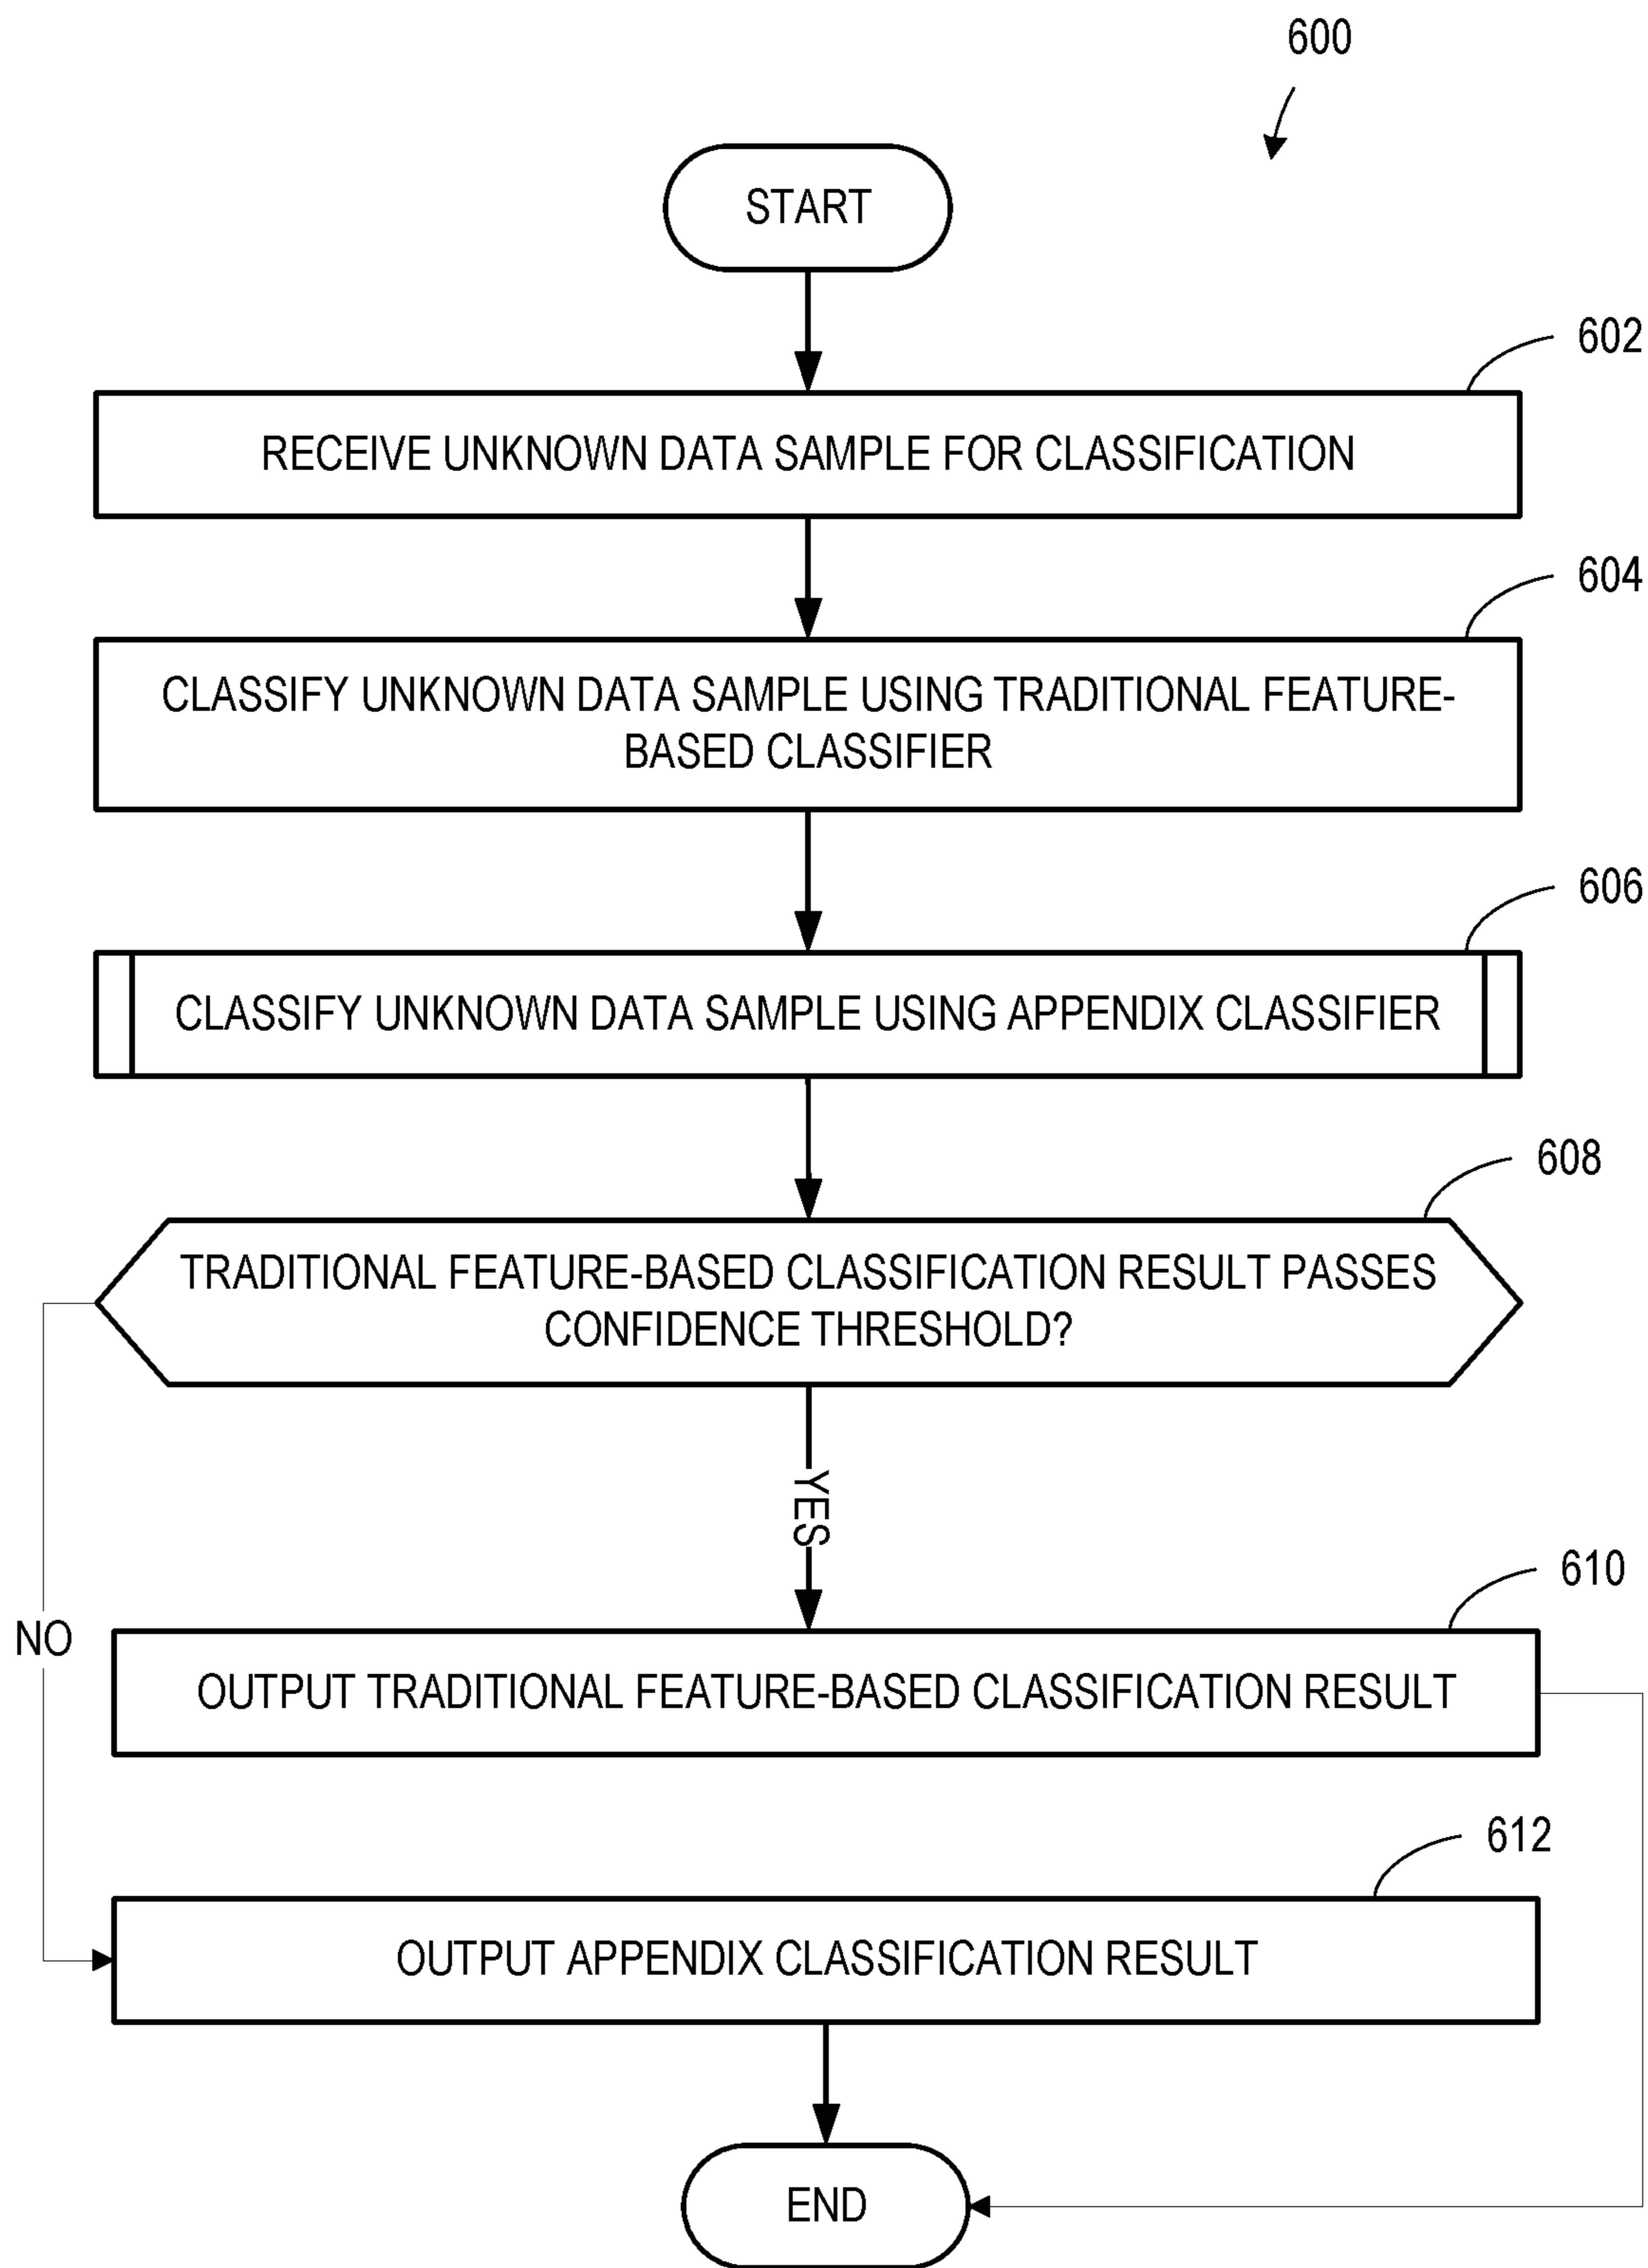 600
START
602
RECEIVE UNKNOWN DATA SAMPLE FOR CLASSIFICATION
604
CLASSIFY UNKNOWN DATA SAMPLE USING TRADITIONAL FEATURE-
BASED CLASSIFIER
606
CLASSIFY UNKNOWN DATA SAMPLE USING APPENDIX CLASSIFIER
608
TRADITIONAL FEATURE-BASED CLASSIFICATION RESULT PASSES
CONFIDENCE THRESHOLD?
YES
610
NO
OUTPUT TRADITIONAL FEATURE-BASED CLASSIFICATION RESULT
612
OUTPUT APPENDIX CLASSIFICATION RESULT
END